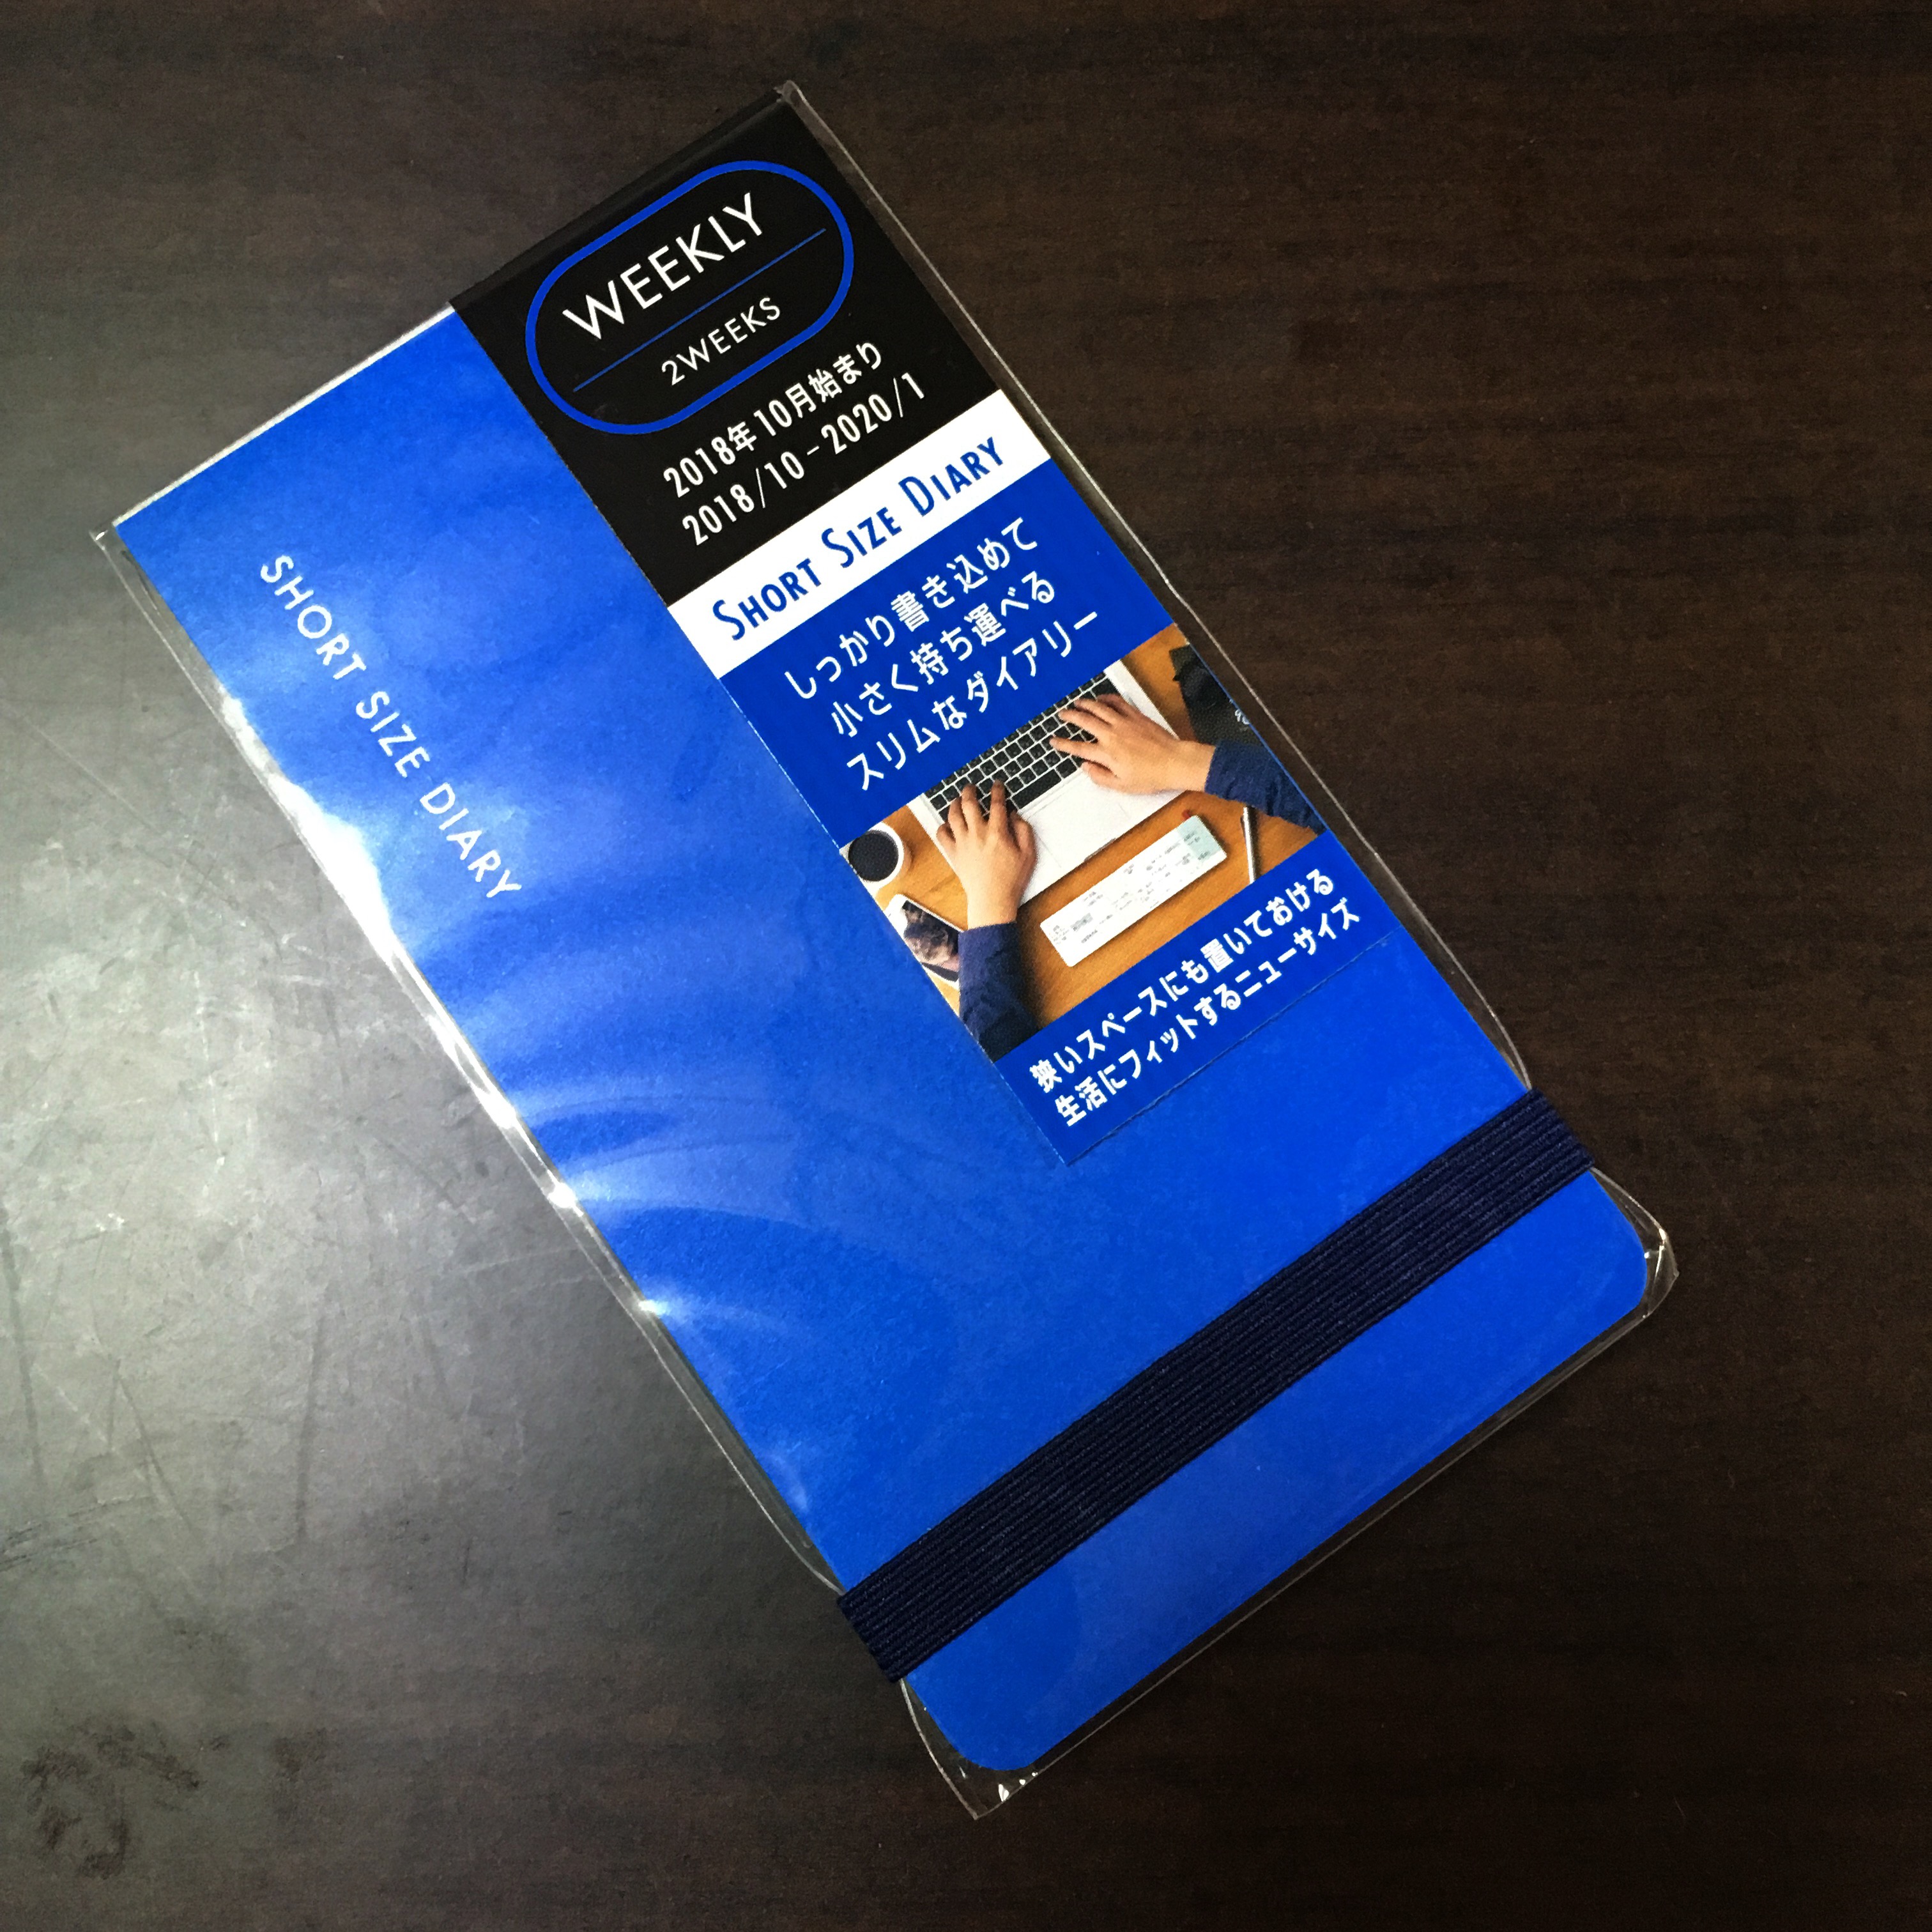 WEEKLY
2WEEKS
2018年10月始まり
2018/10-2020/1
SHORT SIZE DIARY
しっかり書き込めて
小さく持ち運べる
スリムなダイアリー
狭いスペースにも置いておける
生活にフィットするニューサイズ
SHORT SIZE DIARY